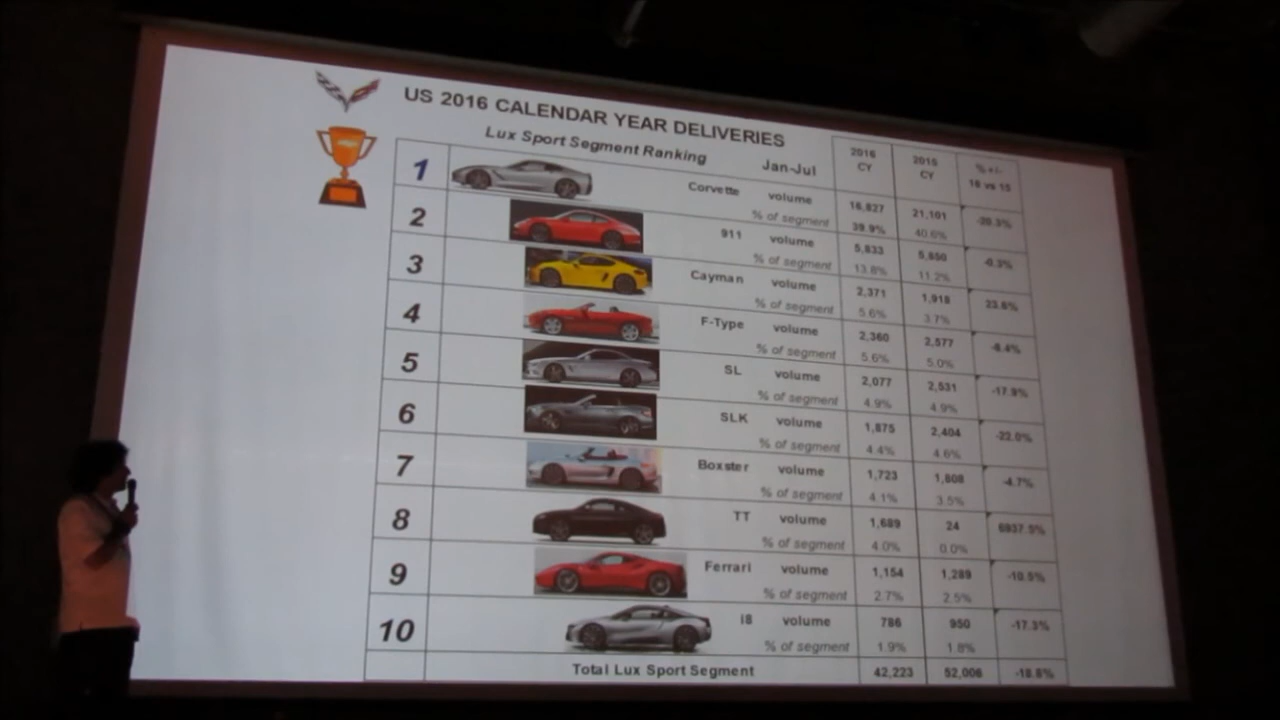 US 2016 CALENDAR YEAR DELIVERIES
Lux Sport Segment Ranking Jan-Jul 2016 CY 2015 CY % +/- 16 vs 15
1 Corvette volume 16,827 21,101 -20.3%
% of segment 39.9% 40.6%
2 911 volume 5,833 5,850 -0.3%
% of segment 13.8% 11.2%
3 Cayman volume 2,371 1,918 23.6%
% of segment 5.6% 3.7%
4 F-Type volume 2,360 2,577 -8.4%
% of segment 5.6% 5.0%
5 SL volume 2,077 2,531 -17.9%
% of segment 4.9% 4.9%
6 SLK volume 1,875 2,404 -22.0%
% of segment 4.4% 4.6%
7 Boxster volume 1,723 1,808 -4.7%
% of segment 4.1% 3.5%
8 TT volume 1,689 24 6937.5%
% of segment 4.0% 0.0%
9 Ferrari volume 1,154 1,289 -10.5%
% of segment 2.7% 2.5%
10 i8 volume 786 950 -17.3%
% of segment 1.9% 1.8%
Total Lux Sport Segment 42,223 52,006 -18.8%